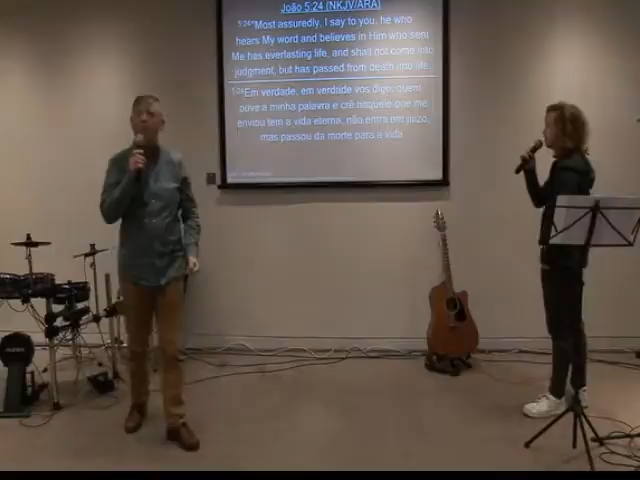 João 5:24 (NKJV/ARA)
5:24 "Most assuredly, I say to you, he who
hears My word and believes in Him who sent
Me has everlasting life, and shall not come into
judgment, but has passed from death into life.
5:24 Em verdade, em verdade vos digo: quem
ouve a minha palavra e crê naquele que me
enviou tem a vida eterna, não entra em juízo,
mas passou da morte para a vida